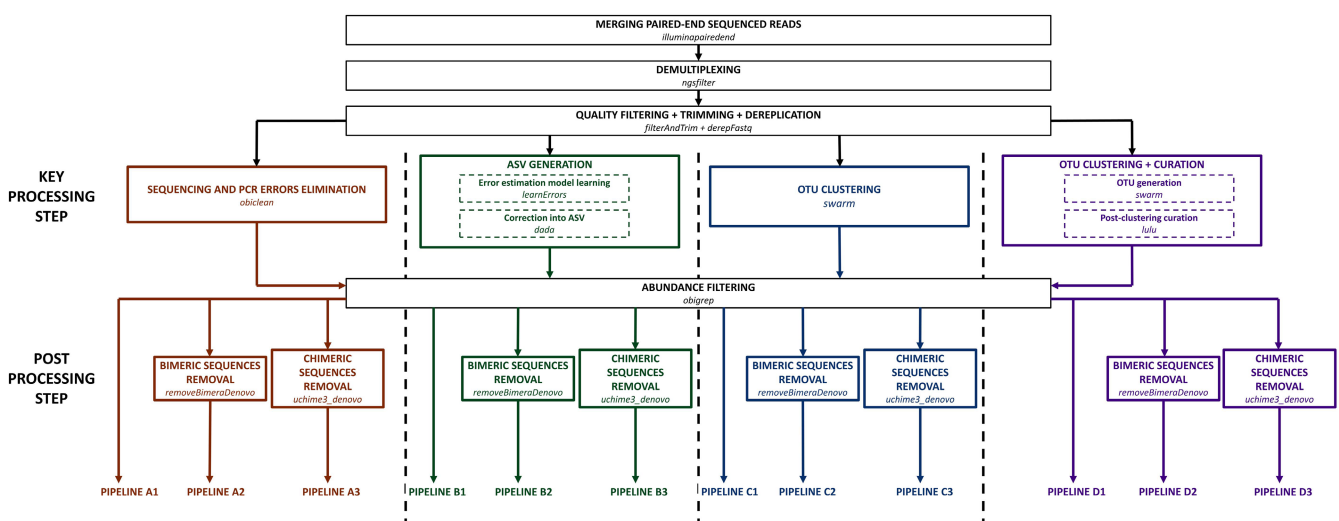 MERGING PAIRED-END SEQUENCED READS
illuminapairedend
DEMULTIPLEXING
ngsfilter
QUALITY FILTERING + TRIMMING + DEREPLICATION
filterAndTrim + derepFastq
KEY
PROCESSING
STEP
SEQUENCING AND PCR ERRORS ELIMINATION
obiclean
ASV GENERATION
Error estimation model learning
learnErrors
Correction into ASV
dada
OTU CLUSTERING
swarm
OTU CLUSTERING + CURATION
OTU generation
swarm
Post-clustering curation
lulu
ABUNDANCE FILTERING
obigrep
POST
PROCESSING
STEP
BIMERIC SEQUENCES
REMOVAL
removeBimeraDenovo
CHIMERIC
SEQUENCES
REMOVAL
uchime3_denovo
BIMERIC SEQUENCES
REMOVAL
removeBimeraDenovo
CHIMERIC
SEQUENCES
REMOVAL
uchime3_denovo
BIMERIC SEQUENCES
REMOVAL
removeBimeraDenovo
CHIMERIC
SEQUENCES
REMOVAL
uchime3_denovo
BIMERIC SEQUENCES
REMOVAL
removeBimeraDenovo
CHIMERIC
SEQUENCES
REMOVAL
uchime3_denovo
PIPELINE A1
PIPELINE A2
PIPELINE A3
PIPELINE B1
PIPELINE B2
PIPELINE B3
PIPELINE C1
PIPELINE C2
PIPELINE C3
PIPELINE D1
PIPELINE D2
PIPELINE D3